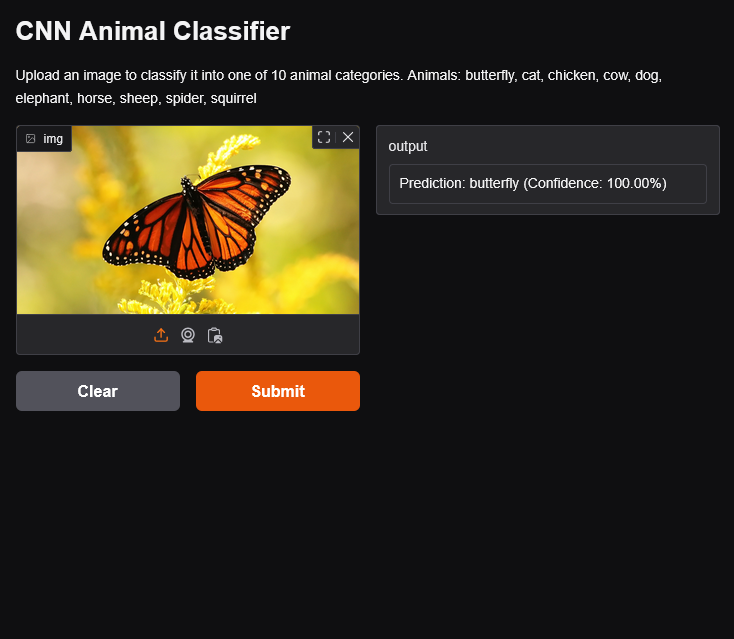 CNN Animal Classifier
Upload an image to classify it into one of 10 animal categories. Animals: butterfly, cat, chicken, cow, dog,
elephant, horse, sheep, spider, squirrel
img
output
Prediction: butterfly (Confidence: 100.00%)
Clear
Submit